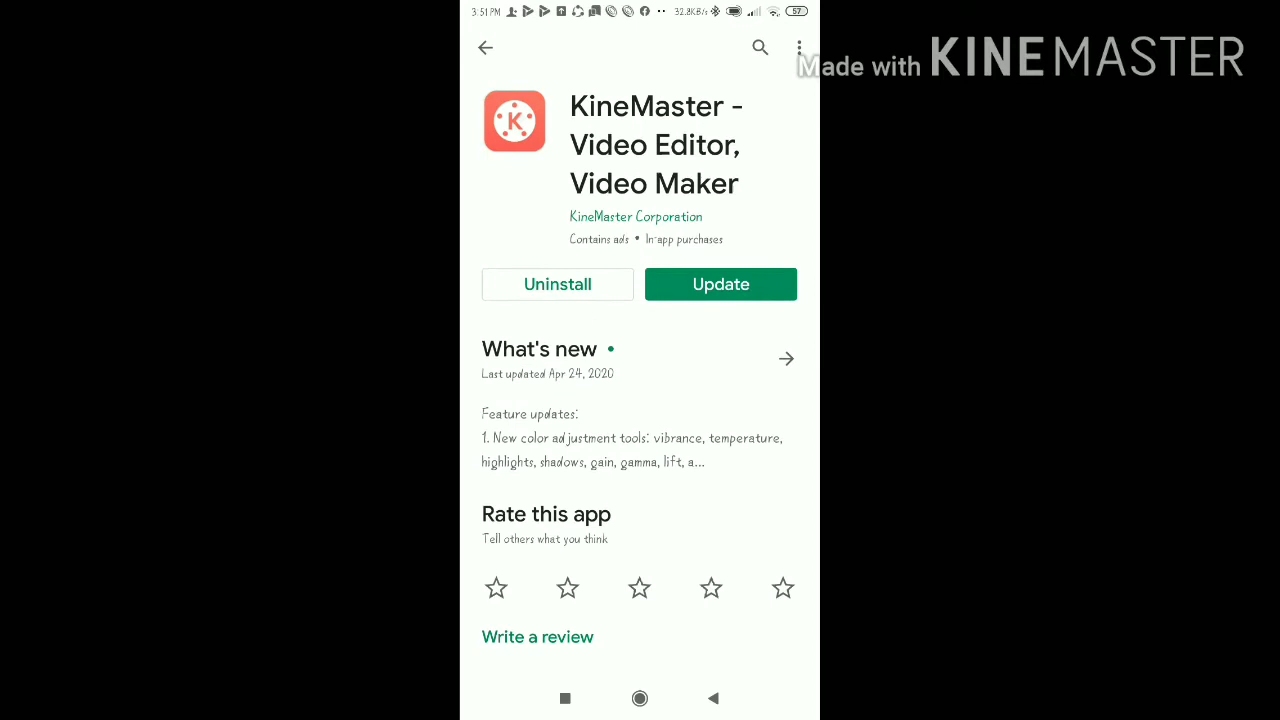 3:51 PM
32.8KB/s
57
Made with KINEMASTER
K
KineMaster -
Video Editor,
Video Maker
KineMaster Corporation
Contains ads • In-app purchases
Uninstall
Update
What's new •
Last updated Apr 24, 2020
Feature updates:
1. New color adjustment tools: vibrance, temperature,
highlights, shadows, gain, gamma, lift, a...
Rate this app
Tell others what you think
Write a review